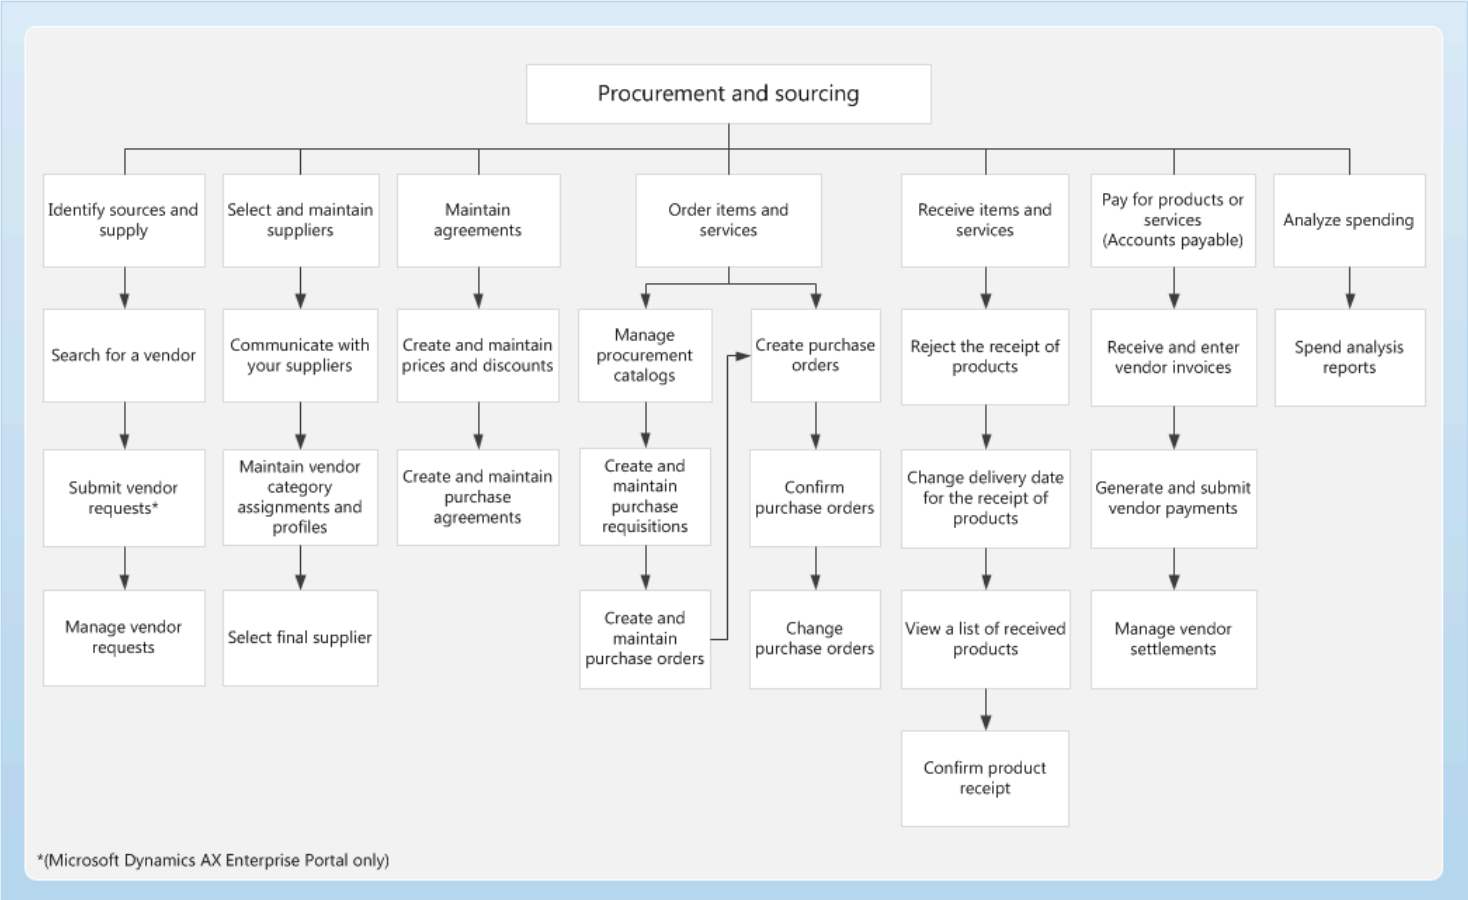 Procurement and sourcing
Identify sources and
supply
Select and maintain
suppliers
Maintain
agreements
Order items and
services
Receive items and
services
Pay for products or
services
(Accounts payable)
Analyze spending
Search for a vendor
Communicate with
your suppliers
Create and maintain
prices and discounts
Manage
procurement
catalogs
Create purchase
orders
Reject the receipt of
products
Receive and enter
vendor invoices
Spend analysis
reports
Submit vendor
requests*
Maintain vendor
category
assignments and
profiles
Create and maintain
purchase
agreements
Create and
maintain
purchase
requisitions
Confirm
purchase orders
Change delivery date
for the receipt of
products
Generate and submit
vendor payments
Manage vendor
requests
Select final supplier
Create and
maintain
purchase orders
Change
purchase orders
View a list of received
products
Manage vendor
settlements
Confirm product
receipt
*(Microsoft Dynamics AX Enterprise Portal only)